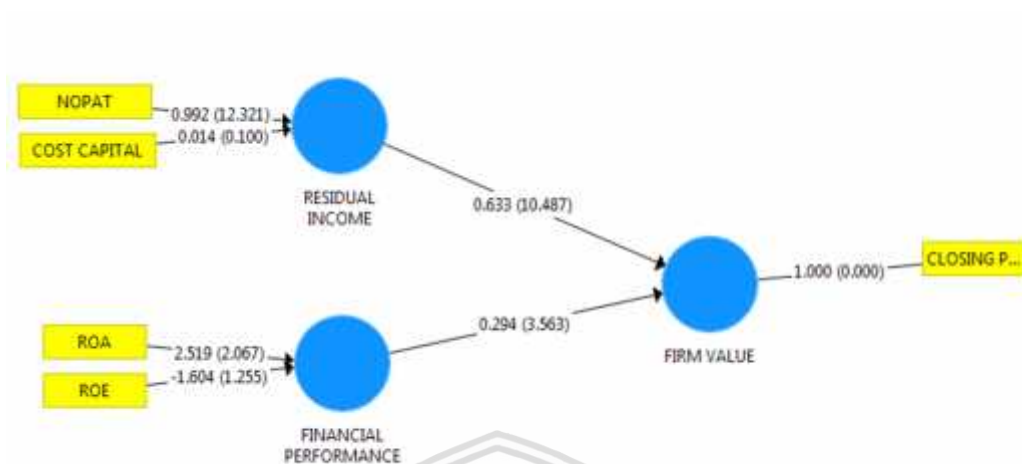 NOPAT
0.992 (12.321)
0.014 (0.100)
COST CAPITAL
RESIDUAL
INCOME
0.633 (10.487)
CLOSING P...
1.000 (0.000)
0.294 (3.563)
FIRM VALUE
ROA
2.519 (2.067)
-1.604 (1.255)
ROE
FINANCIAL
PERFORMANCE